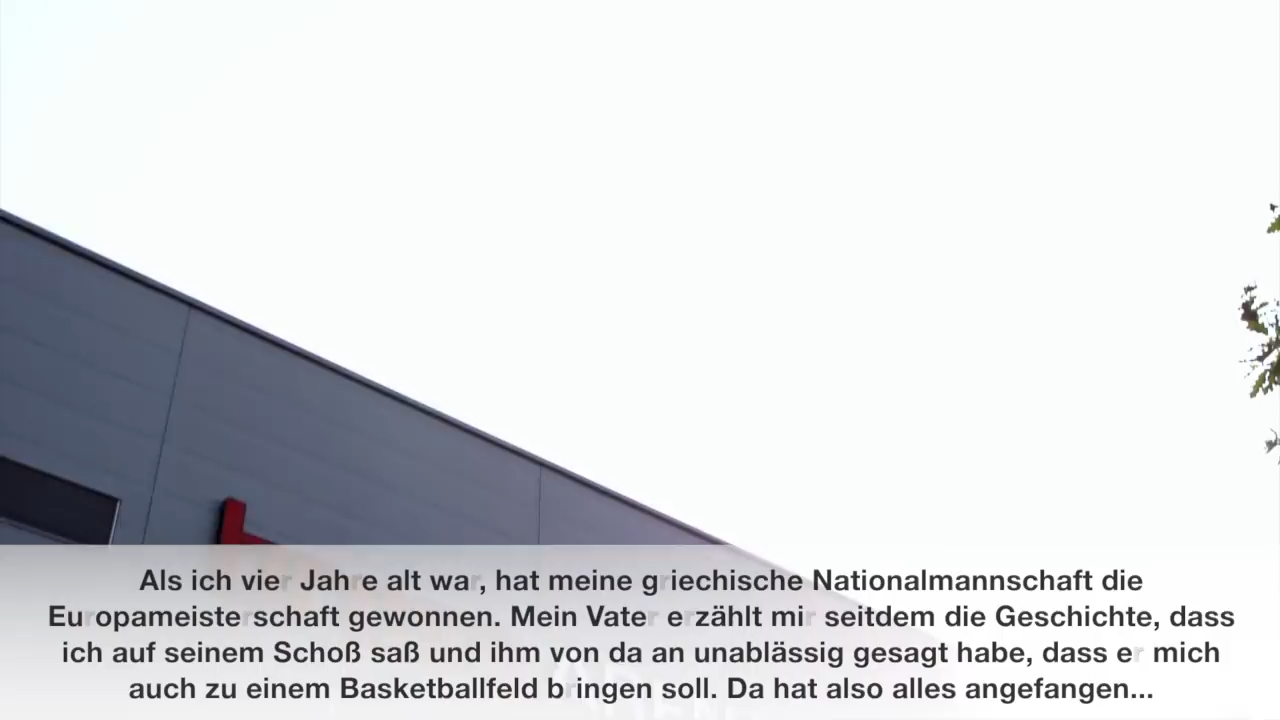 Als ich vier Jahre alt war, hat meine griechische Nationalmannschaft die
Europameisterschaft gewonnen. Mein Vater erzählt mir seitdem die Geschichte, dass
ich auf seinem Schoß saß und ihm von da an unablässig gesagt habe, dass er mich
auch zu einem Basketballfeld bringen soll. Da hat also alles angefangen...